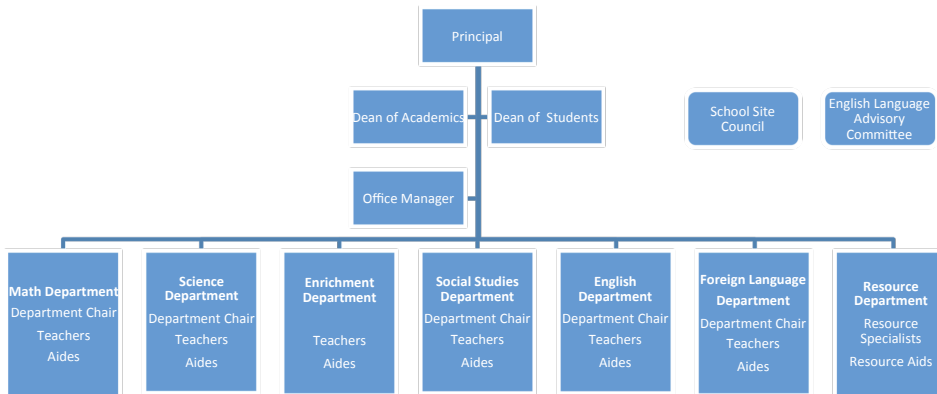 Principal
Dean of Academics
Dean of Students
School Site
Council
English Language
Advisory
Committee
Office Manager
Math Department
Department Chair
Teachers
Aides
Science
Department
Department Chair
Teachers
Aides
Enrichment
Department
Teachers
Aides
Social Studies
Department
Department Chair
Teachers
Aides
English
Department
Department Chair
Teachers
Aides
Foreign Language
Department
Department Chair
Teachers
Aides
Resource
Department
Resource
Specialists
Resource Aids